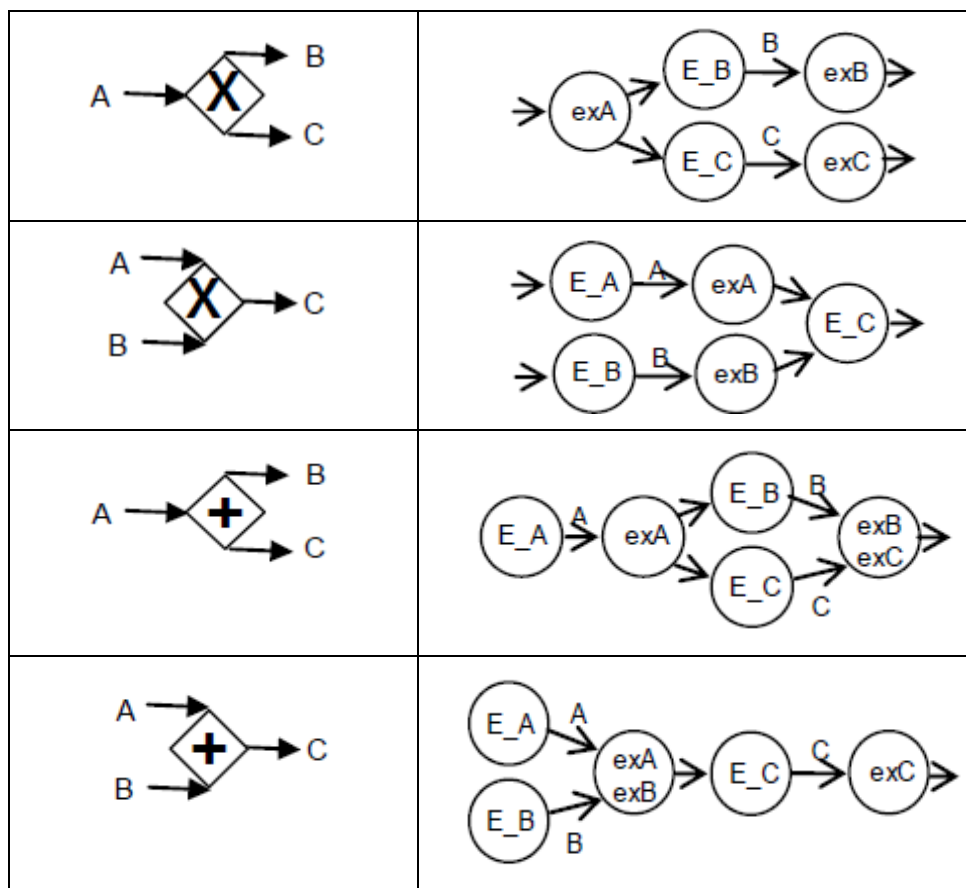 B
A X
C
B
exA E_B exB
C
E_C exC
A
X C
B
E_A A exA
E_C
E_B B exB
B
A +
C
E_B B
E_A A exA exB
exC
E_C
C
A
+ C
B
E_A A
exA C
exB E_C exC
E_B
B